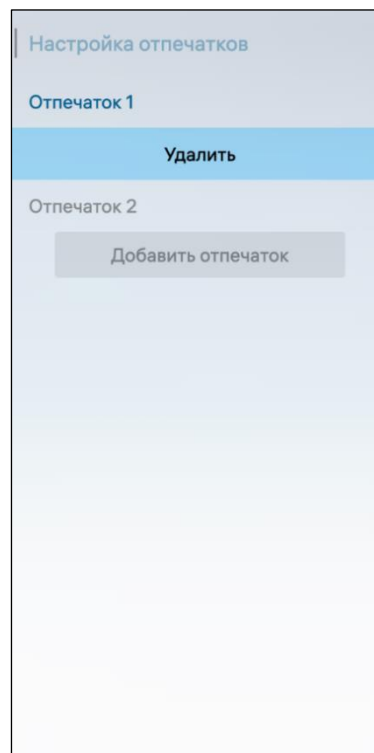 Настройка отпечатков
Отпечаток 1
Удалить
Отпечаток 2
Добавить отпечаток